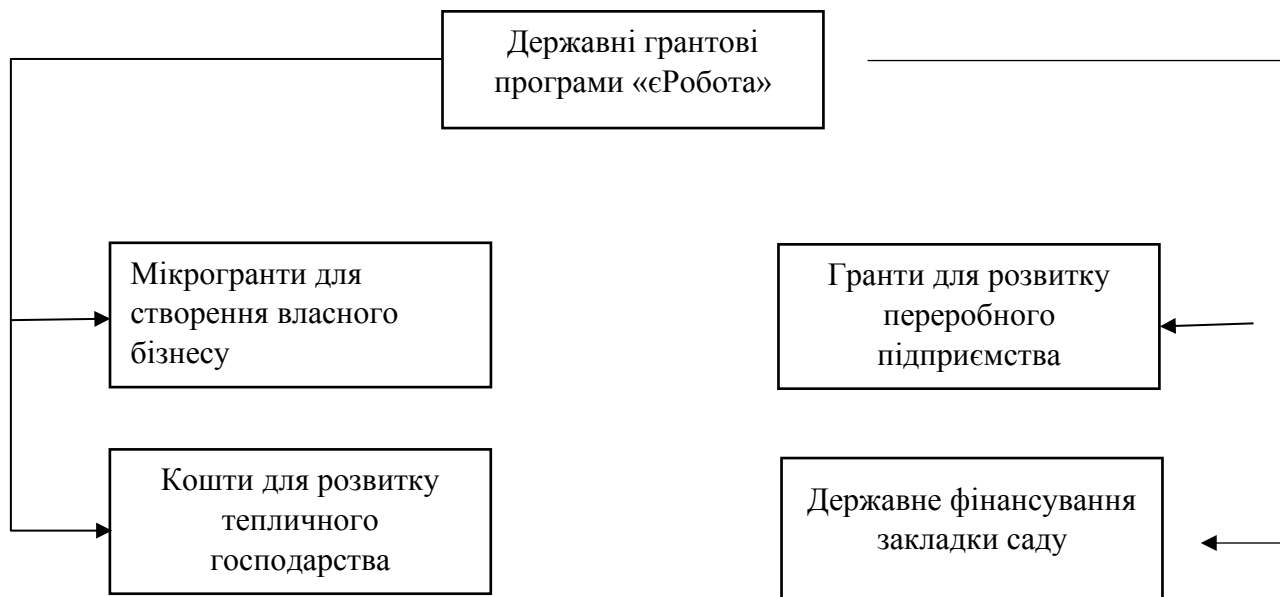 Державні грантові
програми «єРобота»
Мікрогранти для
створення власного
бізнесу
Гранти для розвитку
переробного
підприємства
Кошти для розвитку
тепличного
господарства
Державне фінансування
закладки саду